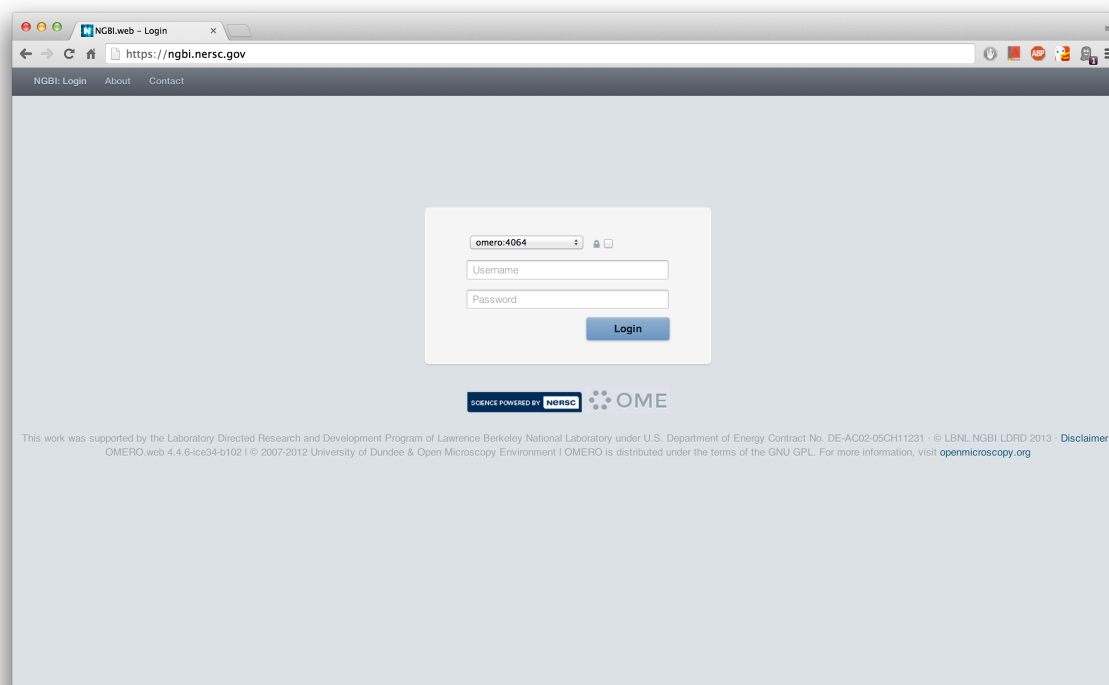 NGBI.web – Login
https://ngbi.nersc.gov
ABP
1
NGBI: Login About Contact
omero:4064
Username
Password
Login
SCIENCE POWERED BY NERSC OME
This work was supported by the Laboratory Directed Research and Development Program of Lawrence Berkeley National Laboratory under U.S. Department of Energy Contract No. DE-AC02-05CH11231 · © LBNL NGBI LDRD 2013 · Disclaimer
OMERO.web 4.4.6-ice34-b102 | © 2007-2012 University of Dundee & Open Microscopy Environment | OMERO is distributed under the terms of the GNU GPL. For more information, visit openmicroscopy.org